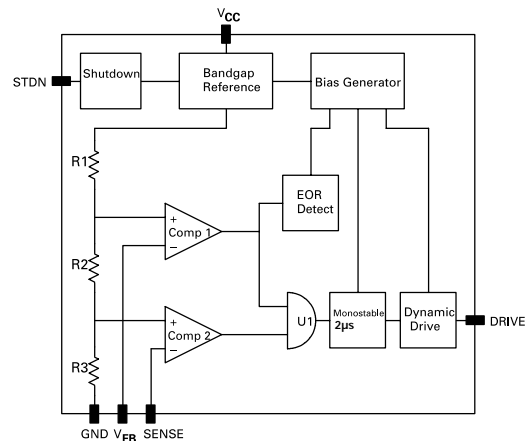 VCC
STDN
Shutdown
Bandgap
Reference
Bias Generator
R1
EOR
Detect
+
Comp 1
−
R2
U1
Monostable
2µs
Dynamic
Drive
DRIVE
+
Comp 2
−
R3
GND
VFB
SENSE